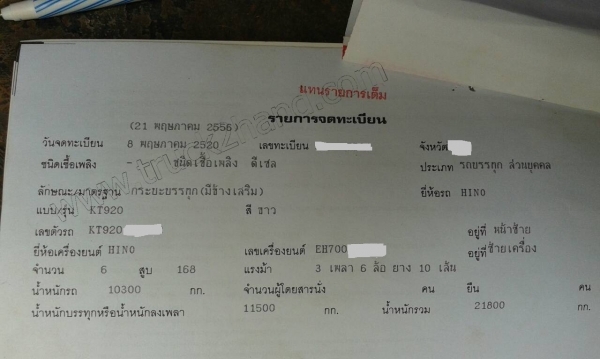 แทนรายการเดิม
รายการจดทะเบียน
(21 พฤษภาคม 2556)
วันจดทะเบียน 8 พฤษภาคม 2520 เลขทะเบียน จังหวัด
ชนิดเชื้อเพลิง - ชนิดเชื้อเพลิง ดีเซล ประเภท รถบรรทุก ส่วนบุคคล
ลักษณะ/มาตรฐาน กระบะบรรทุก(มีข้างเสริม) ยี่ห้อรถ HINO
แบบ/รุ่น KT920 สี ขาว
เลขตัวรถ KT920 อยู่ที่ หน้าซ้าย
ยี่ห้อเครื่องยนต์ HINO เลขเครื่องยนต์ EH700 อยู่ที่ ซ้ายเครื่อง
จำนวน 6 สูบ 168 แรงม้า 3 เพลา 6 ล้อ ยาง 10 เส้น
น้ำหนักรถ 10300 กก. จำนวนผู้โดยสารนั่ง คน ยืน คน
น้ำหนักบรรทุกหรือน้ำหนักลงเพลา 11500 กก. น้ำหนักรวม 21800 กก.
www.truck2hand.com